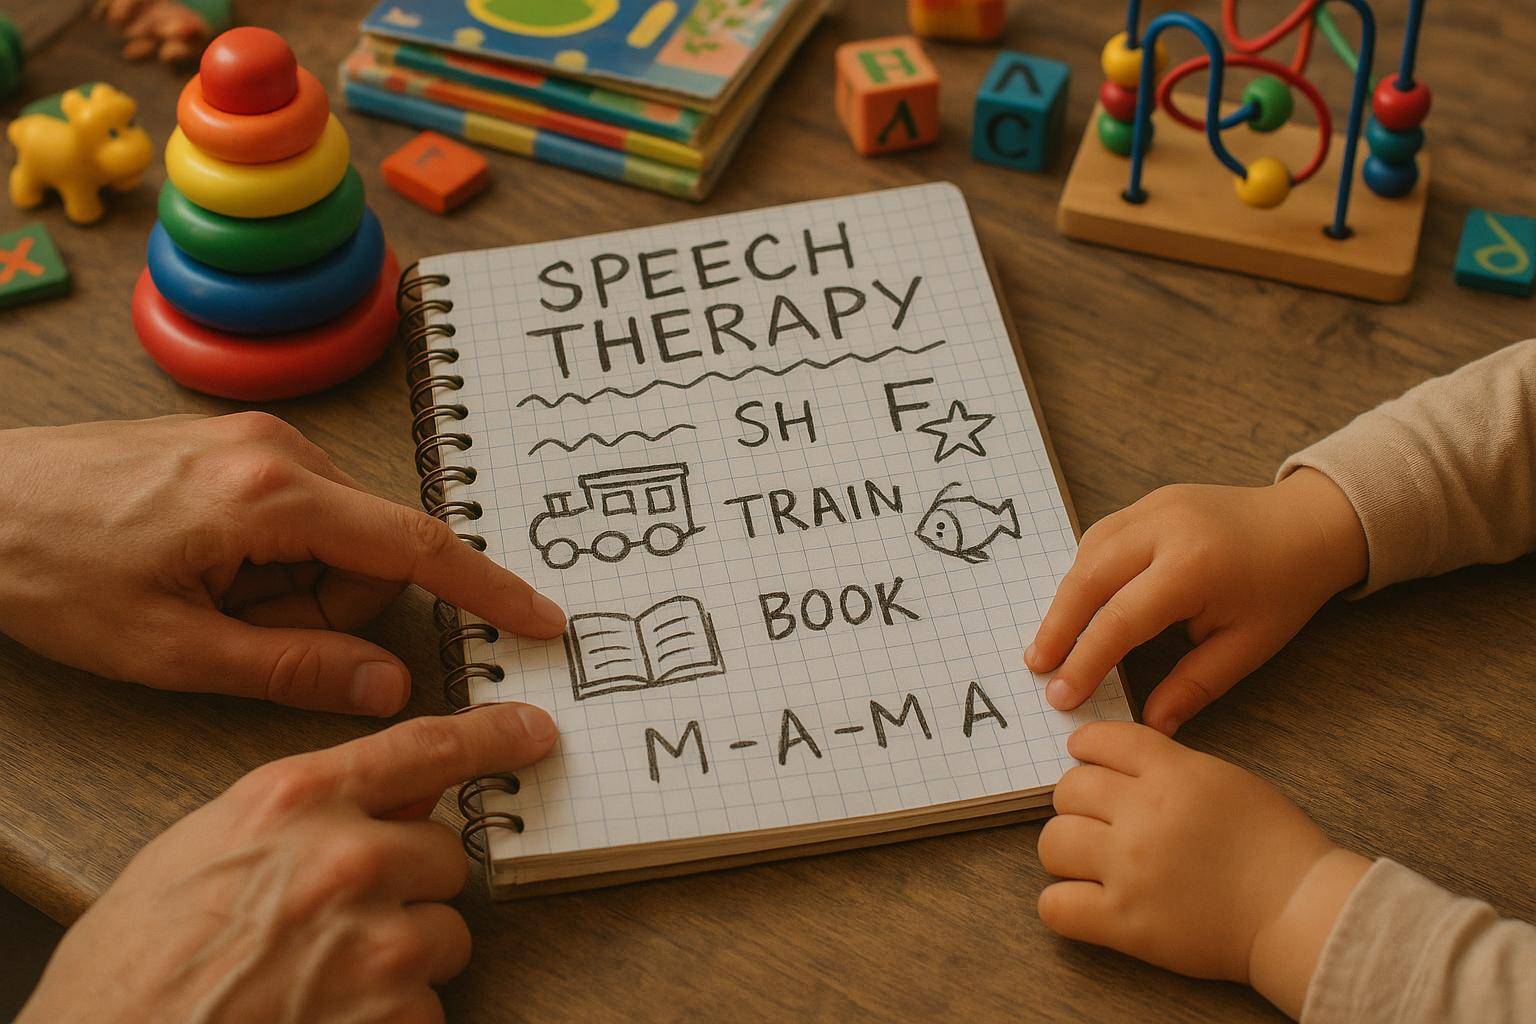 SPEECH
THERAPY
SH F
TRAIN
BOOK
M-A-M A